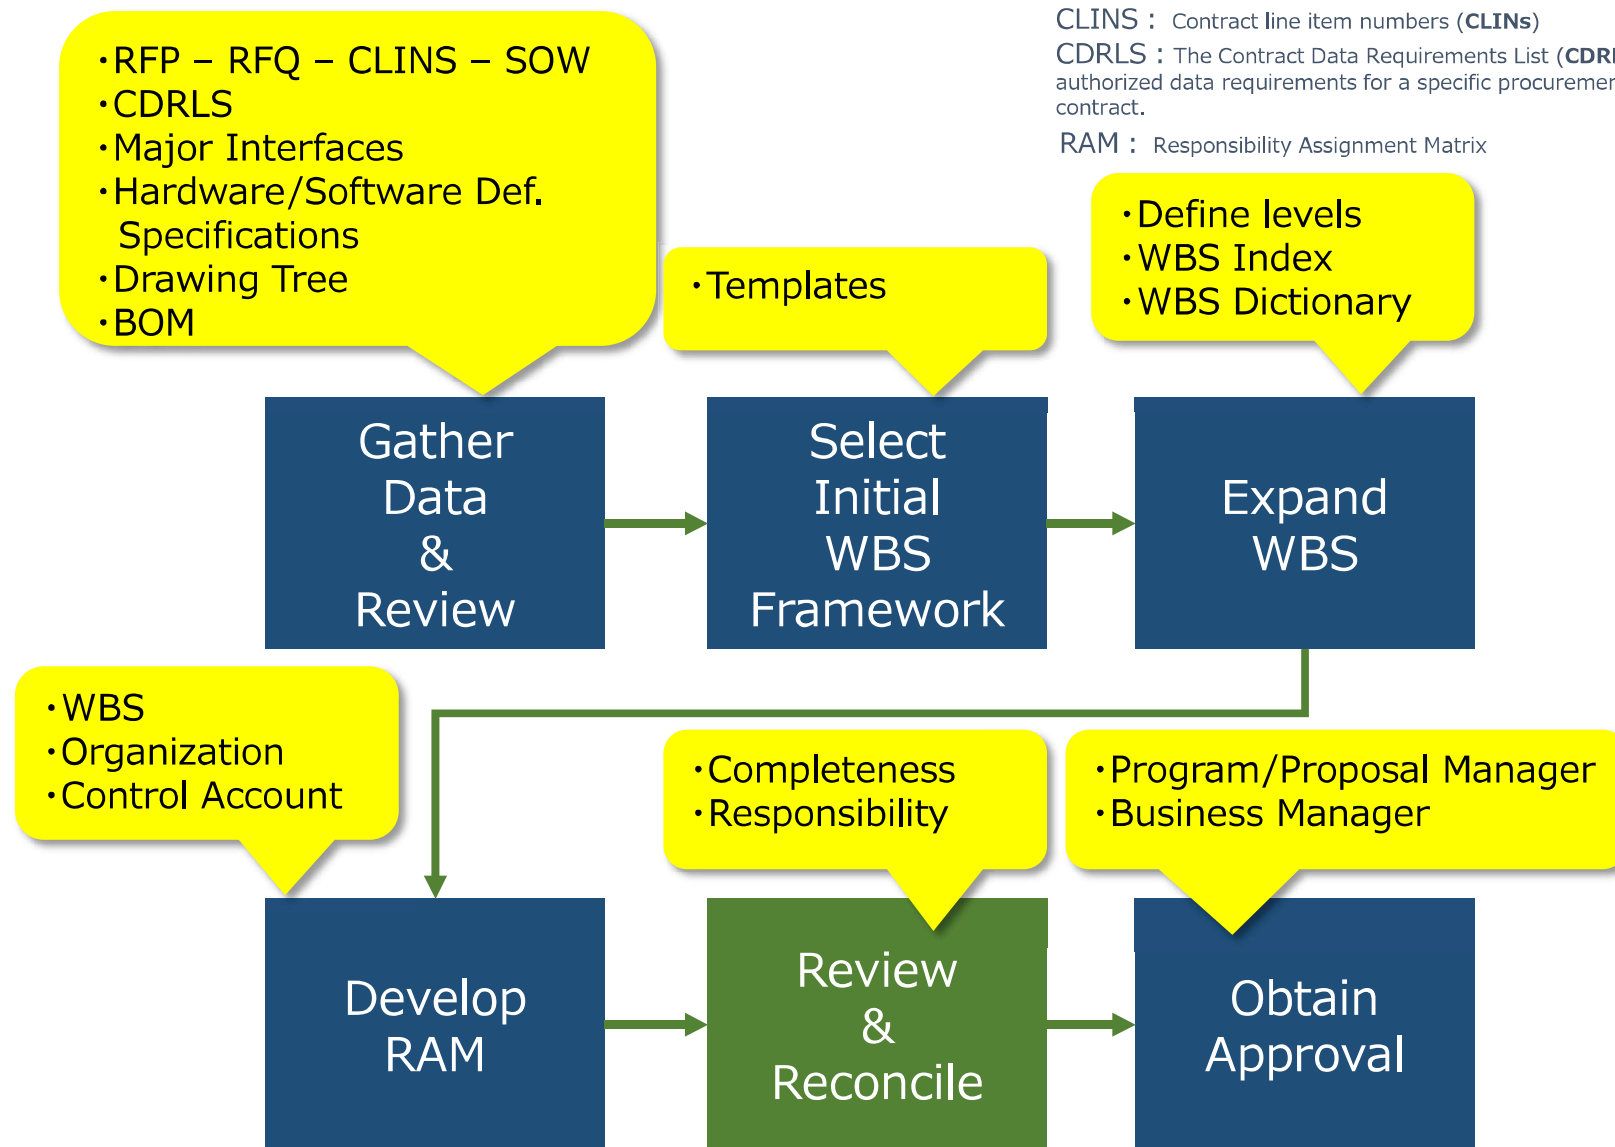 CLINS : Contract line item numbers (CLINs)
CDRLS : The Contract Data Requirements List
authorized data requirements for a specific
contract.
RAM : Responsibility Assignment Matrix
・RFP – RFQ – CLINS – SOW
・CDRLS
・Major Interfaces
・Hardware/Software Def.
Specifications
・Drawing Tree
・BOM
・Templates
・Define levels
・WBS Index
・WBS Dictionary
Gather
Data
&
Review
Select
Initial
WBS
Framework
Expand
WBS
・WBS
・Organization
・Control Account
・Completeness
・Responsibility
・Program/Proposal Manager
・Business Manager
Develop
RAM
Review
&
Reconcile
Obtain
Approval